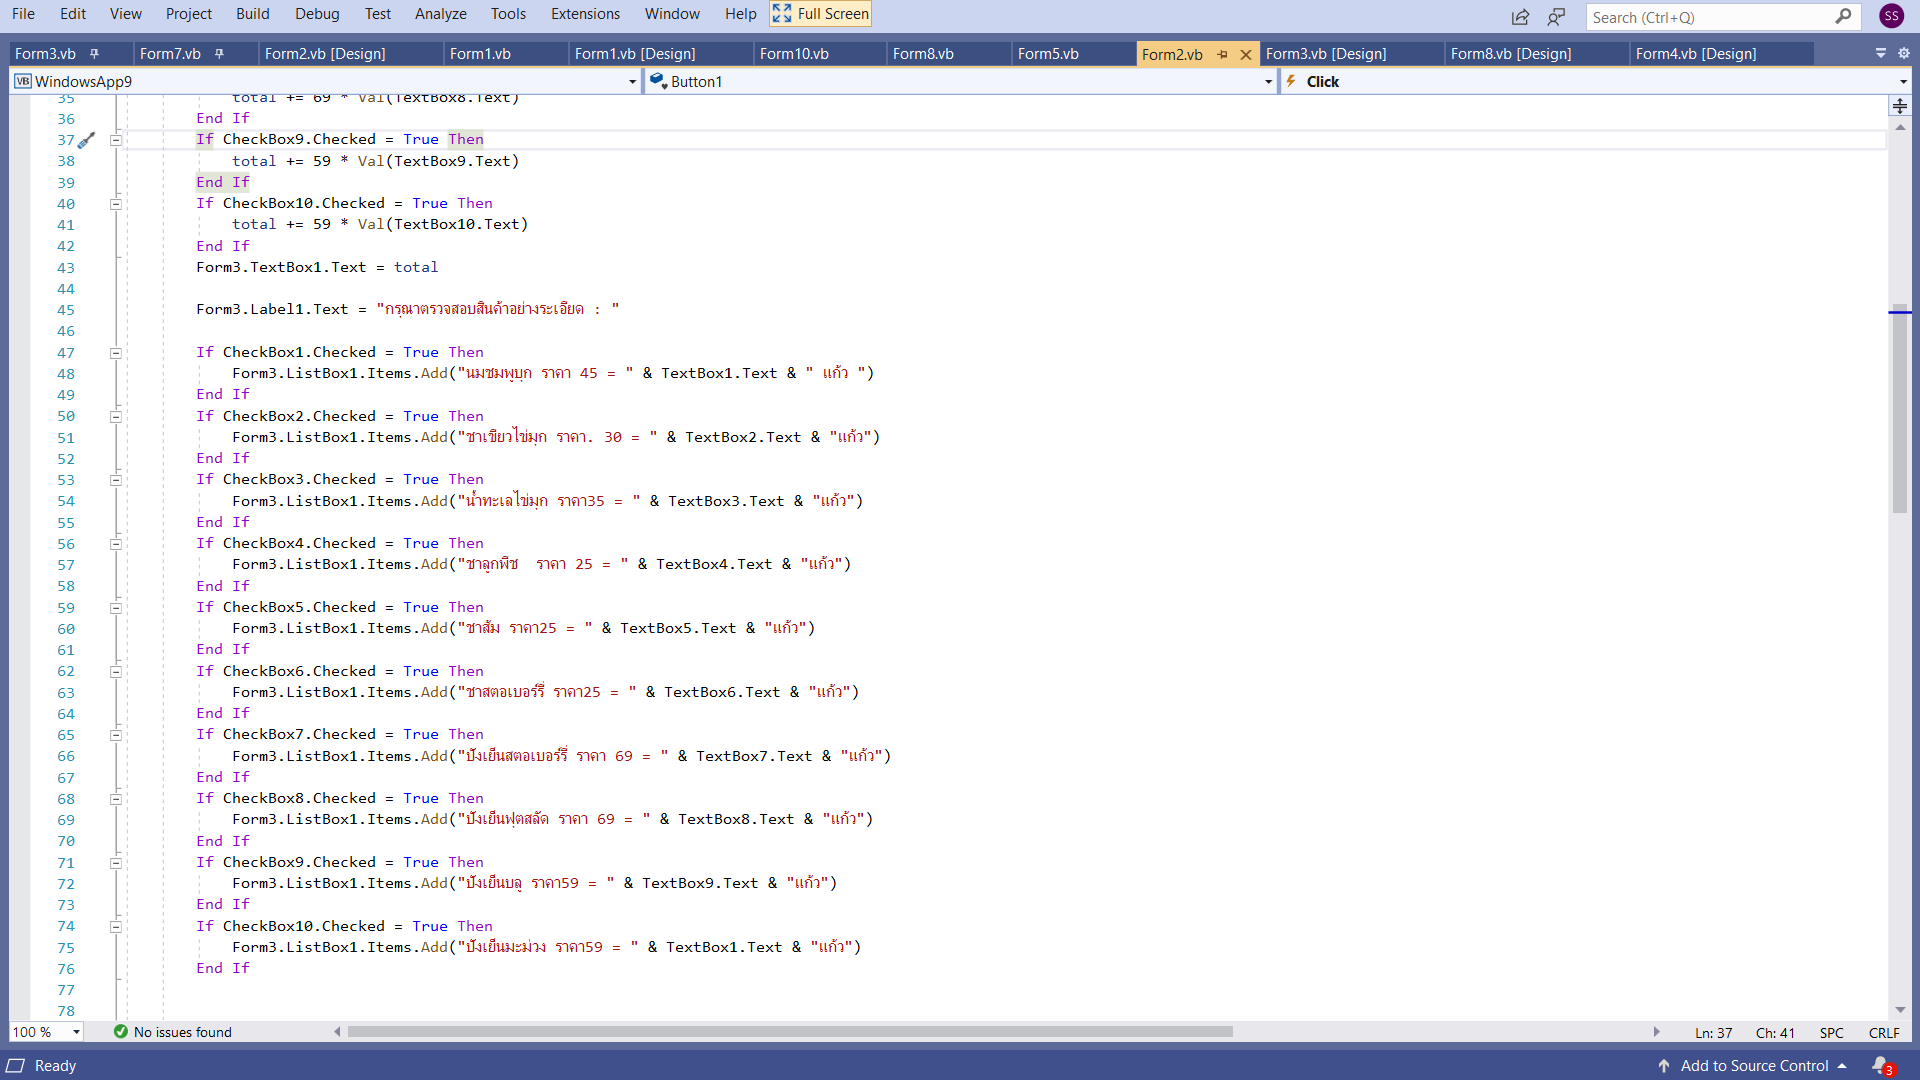 File Edit View Project Build Debug Test Analyze Tools Extensions Window Help Full Screen Search (Ctrl+Q) SS
Form3.vb Form7.vb Form2.vb [Design] Form1.vb Form1.vb [Design] Form10.vb Form8.vb Form5.vb Form2.vb Form3.vb [Design] Form8.vb [Design] Form4.vb [Design]
VB WindowsApp9 Button1 Click
35 total += 69 * Val(TextBox8.Text)
36 End If
37 If CheckBox9.Checked = True Then
38 total += 59 * Val(TextBox9.Text)
39 End If
40 If CheckBox10.Checked = True Then
41 total += 59 * Val(TextBox10.Text)
42 End If
43 Form3.TextBox1.Text = total
44
45 Form3.Label1.Text = "กรุณาตรวจสอบสินค้าอย่างระเอียด : "
46
47 If CheckBox1.Checked = True Then
48 Form3.ListBox1.Items.Add("นมชมพูบุก ราคา 45 = " & TextBox1.Text & " แก้ว ")
49 End If
50 If CheckBox2.Checked = True Then
51 Form3.ListBox1.Items.Add("ชาเขียวไข่มุก ราคา. 30 = " & TextBox2.Text & "แก้ว")
52 End If
53 If CheckBox3.Checked = True Then
54 Form3.ListBox1.Items.Add("น้ำทะเลไข่มุก ราคา35 = " & TextBox3.Text & "แก้ว")
55 End If
56 If CheckBox4.Checked = True Then
57 Form3.ListBox1.Items.Add("ชาลูกพีช  ราคา 25 = " & TextBox4.Text & "แก้ว")
58 End If
59 If CheckBox5.Checked = True Then
60 Form3.ListBox1.Items.Add("ชาส้ม ราคา25 = " & TextBox5.Text & "แก้ว")
61 End If
62 If CheckBox6.Checked = True Then
63 Form3.ListBox1.Items.Add("ชาสตอเบอร์รี่ ราคา25 = " & TextBox6.Text & "แก้ว")
64 End If
65 If CheckBox7.Checked = True Then
66 Form3.ListBox1.Items.Add("ปังเย็นสตอเบอร์รี่ ราคา 69 = " & TextBox7.Text & "แก้ว")
67 End If
68 If CheckBox8.Checked = True Then
69 Form3.ListBox1.Items.Add("ปังเย็นฟุตสลัด ราคา 69 = " & TextBox8.Text & "แก้ว")
70 End If
71 If CheckBox9.Checked = True Then
72 Form3.ListBox1.Items.Add("ปังเย็นบลู ราคา59 = " & TextBox9.Text & "แก้ว")
73 End If
74 If CheckBox10.Checked = True Then
75 Form3.ListBox1.Items.Add("ปังเย็นมะม่วง ราคา59 = " & TextBox1.Text & "แก้ว")
76 End If
77
78
100 % No issues found Ln: 37 Ch: 41 SPC CRLF
Ready Add to Source Control 3